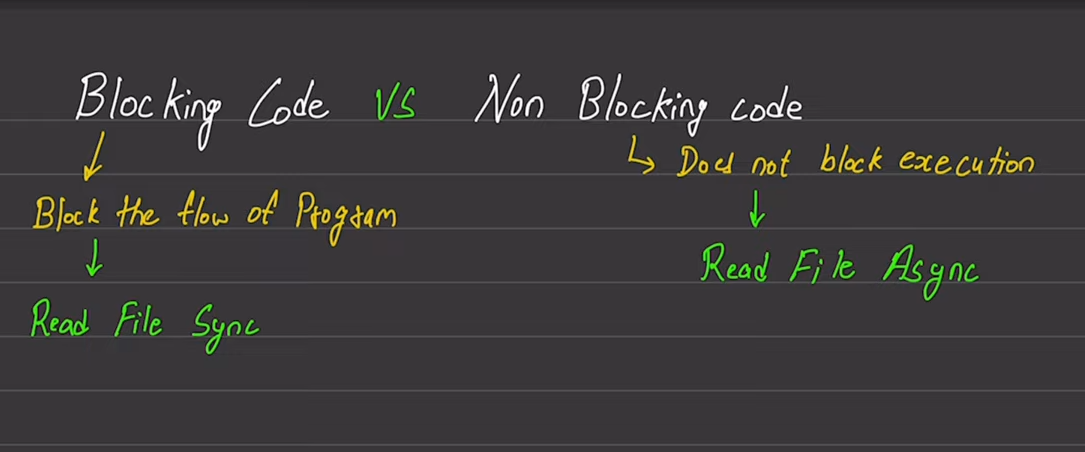 Blocking Code VS Non Blocking code
Does not block execution
Block the flow of Program
Read File Async
Read File Sync